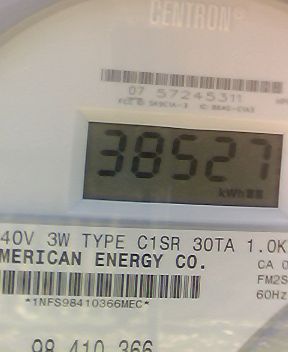 CENTRON®
07 57245311
38527
kWh
40V 3W TYPE C1SR 30TA 1.0K
MERICAN ENERGY CO.
CA 0
FM2S
60Hz
*1NFS98410366MEC*
98 410 366